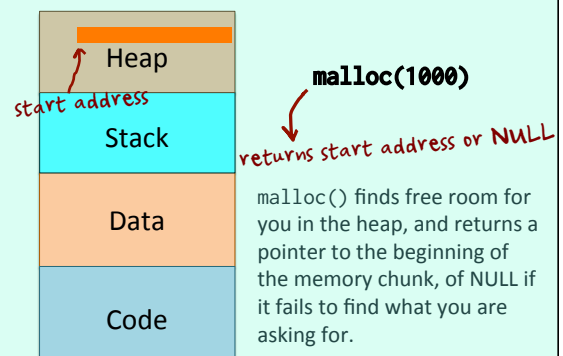 Heap
start address
Stack
Data
Code
malloc(1000)
returns start address or NULL
malloc() finds free room for
you in the heap, and returns a
pointer to the beginning of
the memory chunk, of NULL if
it fails to find what you are
asking for.